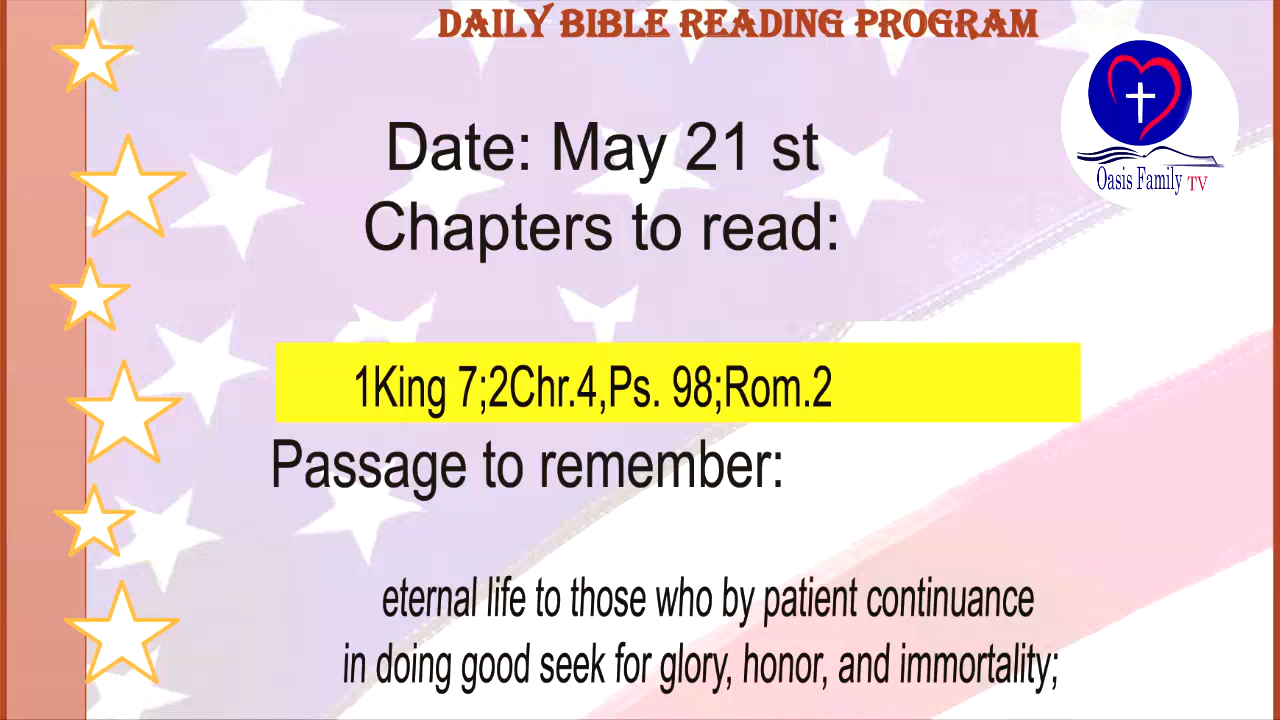 DAILY BIBLE READING PROGRAM
Oasis Family TV
Date: May 21 st
Chapters to read:
1King 7;2Chr.4,Ps. 98;Rom.2
Passage to remember:
eternal life to those who by patient continuance
in doing good seek for glory, honor, and immortality;